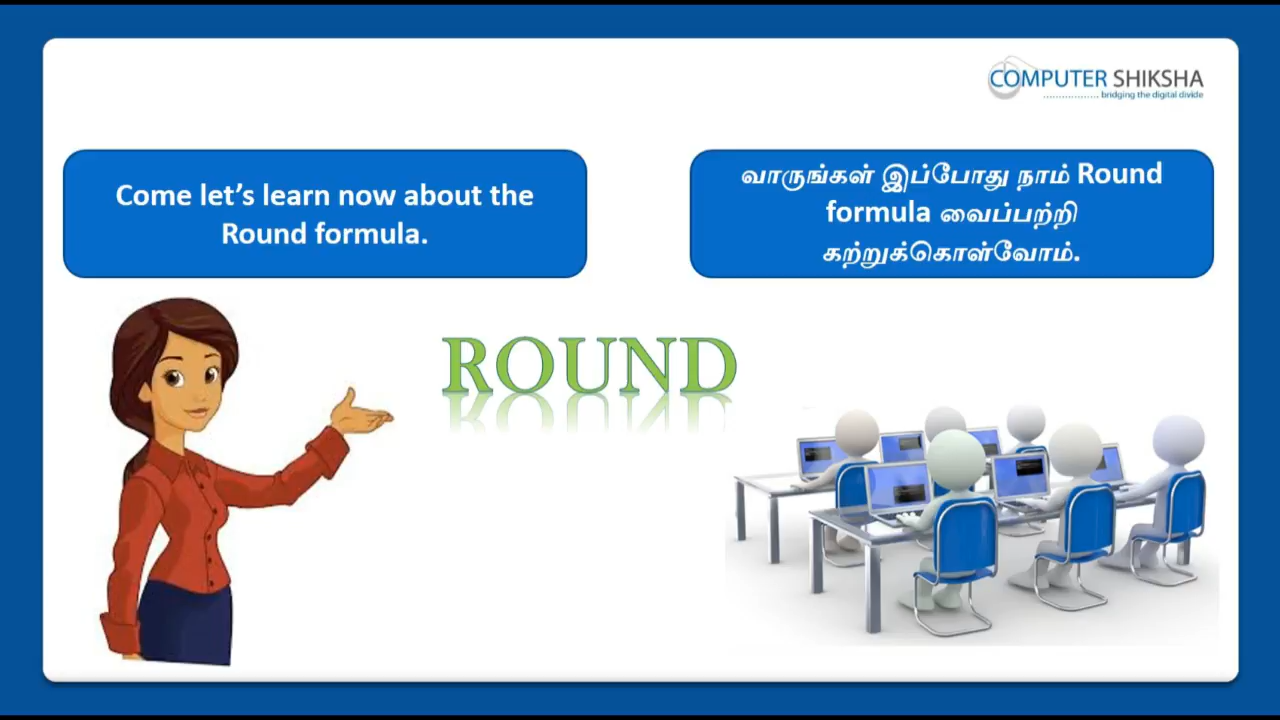 COMPUTER SHIKSHA
bridging the digital divide
Come let's learn now about the
Round formula.
வாருங்கள் இப்போது நாம் Round
formula வைப்பற்றி
கற்றுக்கொள்வோம்.
ROUND